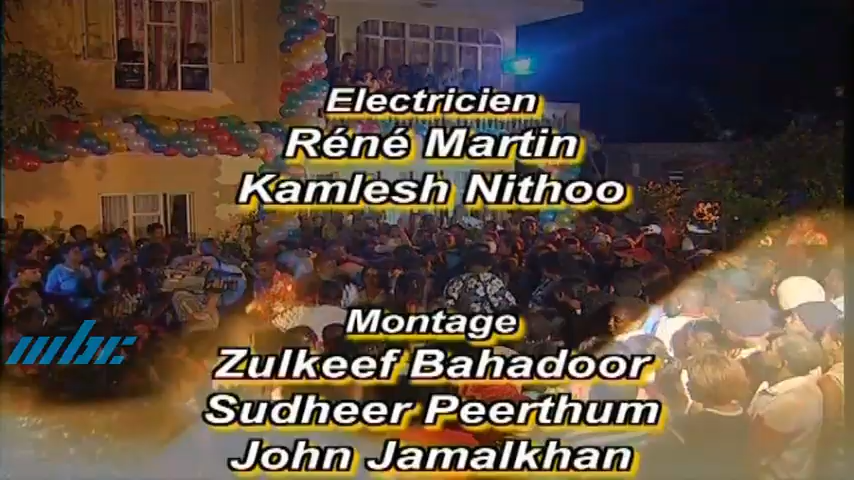 Electricien
Réné Martin
Kamlesh Nithoo
Montage
mbc
Zulkeef Bahadoor
Sudheer Peerthum
John Jamalkhan